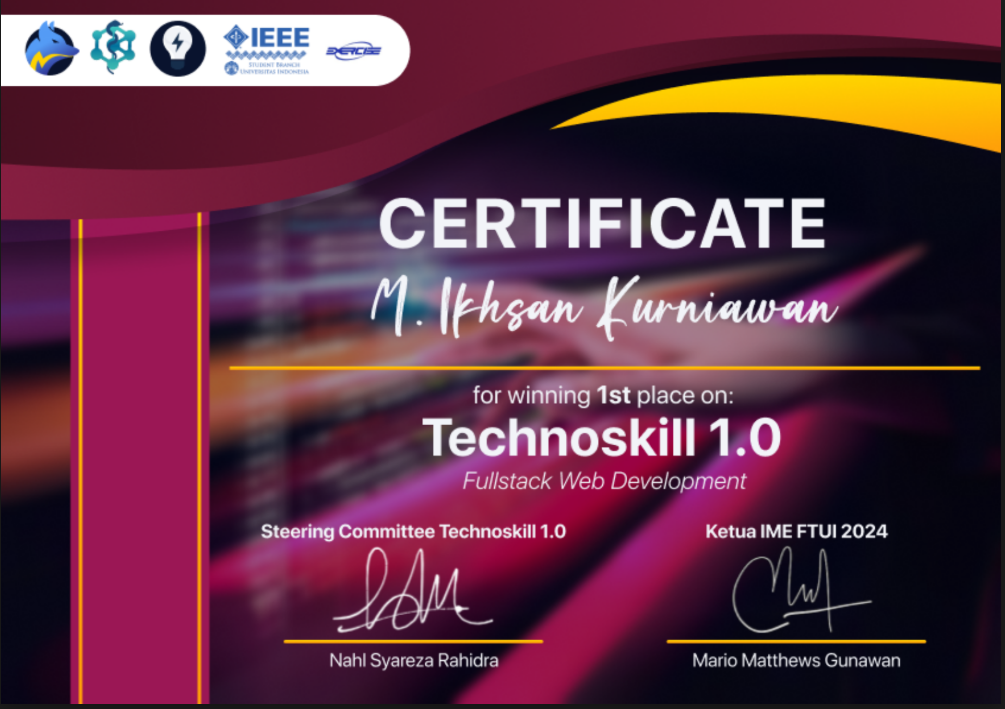 IEEE
STUDENT BRANCH
UNIVERSITAS INDONESIA
EXERCISE
CERTIFICATE
M. Ikhsan Kurniawan
for winning 1st place on:
Technoskill 1.0
Fullstack Web Development
Steering Committee Technoskill 1.0
Ketua IME FTUI 2024
Nahl Syareza Rahidra
Mario Matthews Gunawan